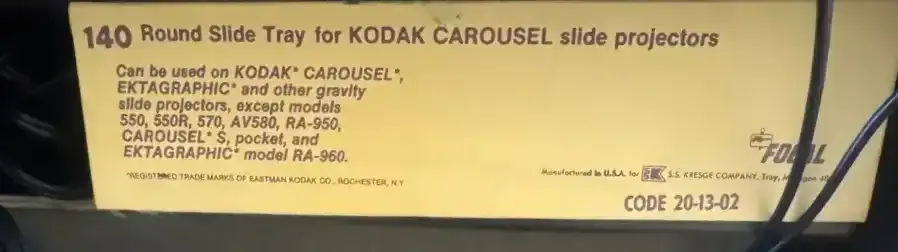 140 Round Slide Tray for KODAK CAROUSEL slide projectors
Can be used on KODAK* CAROUSEL*,
EKTAGRAPHIC* and other gravity
slide projectors, except models
550, 550R, 570, AV580, RA-950,
CAROUSEL* S, pocket, and
EKTAGRAPHIC* model RA-960.
*REGISTERED TRADE MARKS OF EASTMAN KODAK CO., ROCHESTER, N.Y.
FOCAL
Manufactured in U.S.A. for K S.S. KRESGE COMPANY, Troy,
CODE 20-13-02